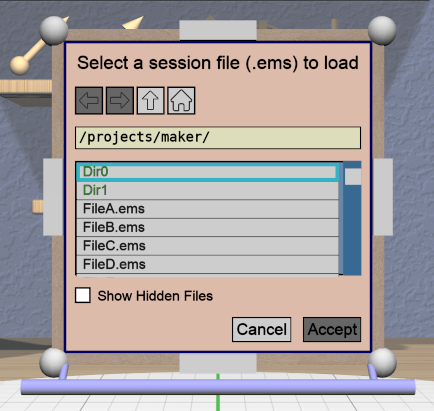 Select a session file (.ems) to load
/projects/maker/
Dir0
Dir1
FileA.ems
FileB.ems
FileC.ems
FileD.ems
Show Hidden Files
Cancel
Accept